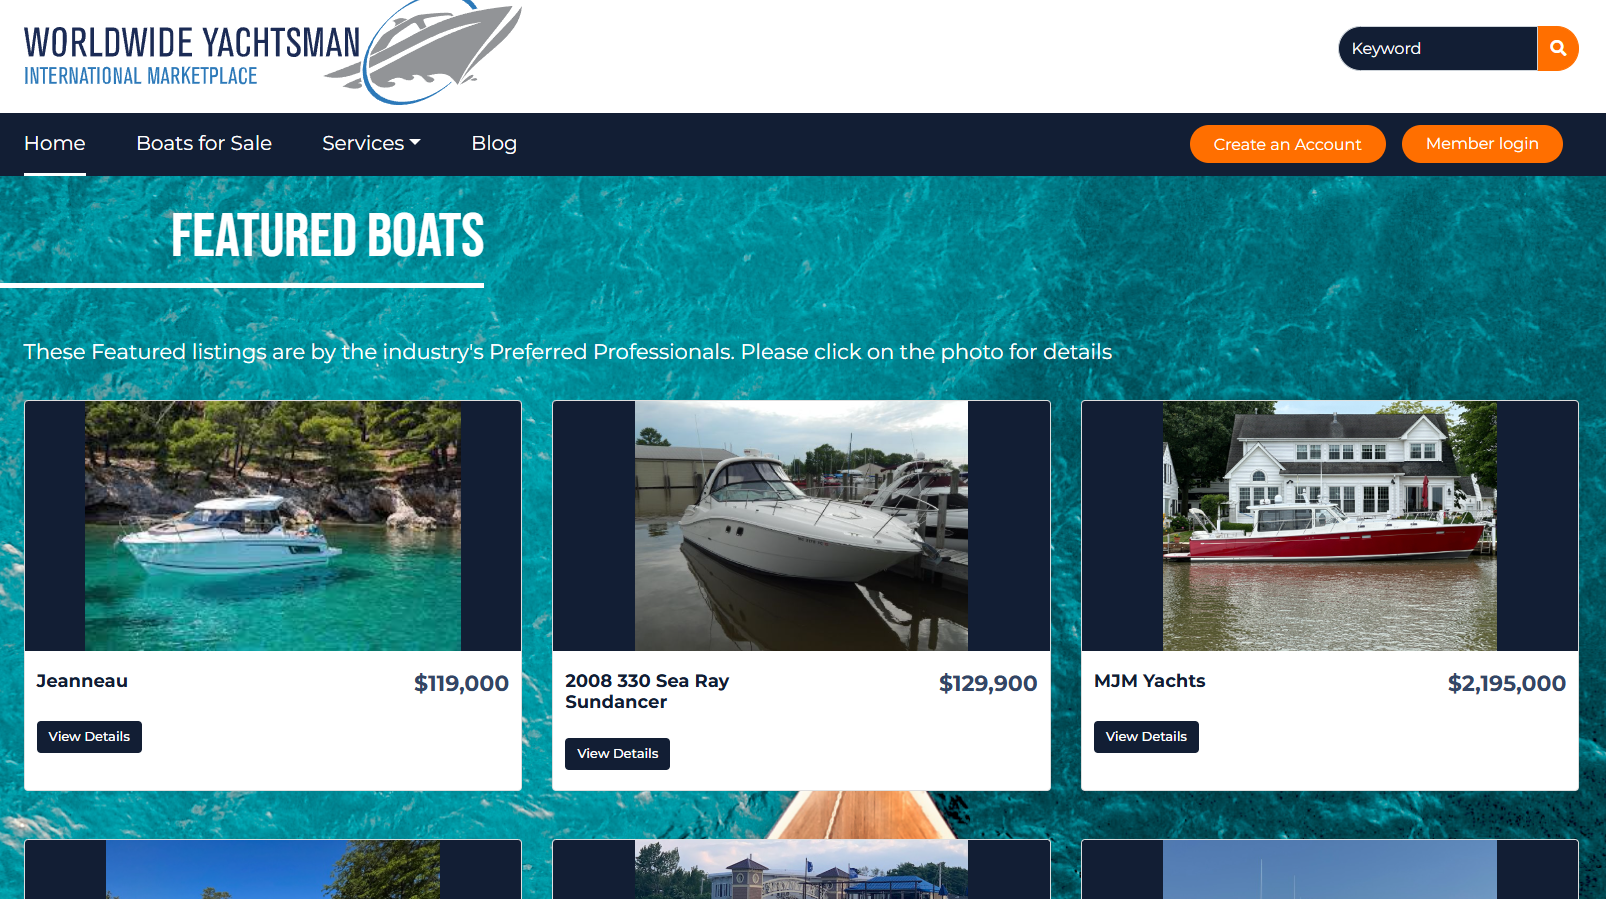 WORLDWIDE YACHTSMAN
INTERNATIONAL MARKETPLACE
Keyword
Home
Boats for Sale
Services
Blog
Create an Account
Member login
FEATURED BOATS
These Featured listings are by the industry's Preferred Professionals. Please click on the photo for details
Jeanneau
$119,000
View Details
2008 330 Sea Ray
Sundancer
$129,900
View Details
MJM Yachts
$2,195,000
View Details